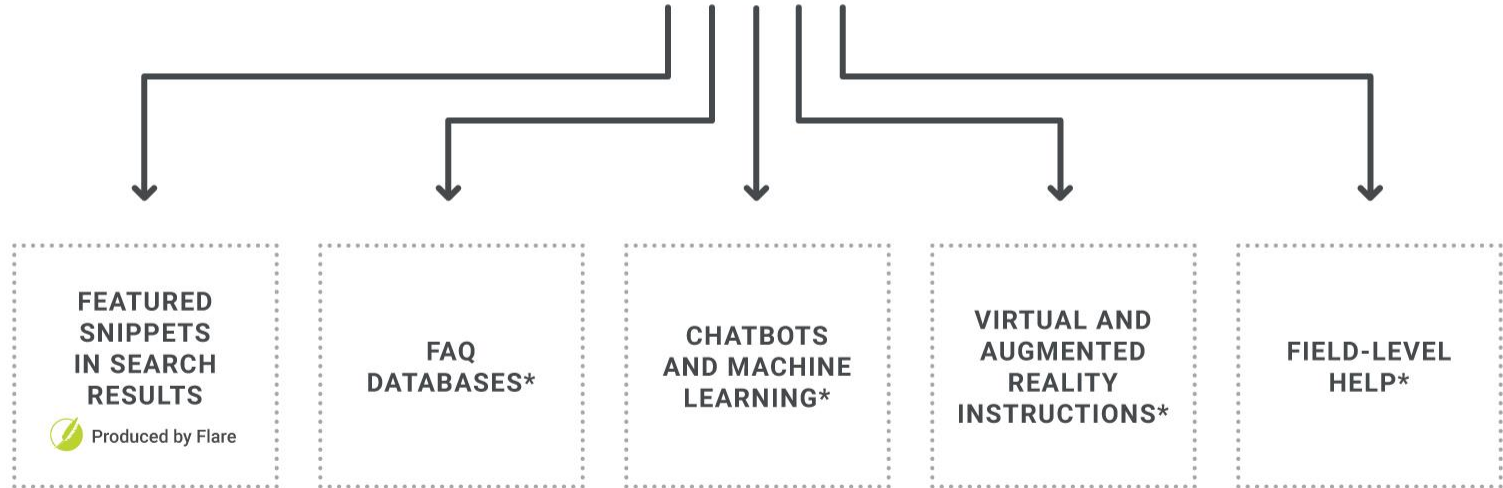 FEATURED
SNIPPETS
IN SEARCH
RESULTS
Produced by Flare
FAQ
DATABASES*
CHATBOTS
AND MACHINE
LEARNING*
VIRTUAL AND
AUGMENTED
REALITY
INSTRUCTIONS*
FIELD-LEVEL
HELP*